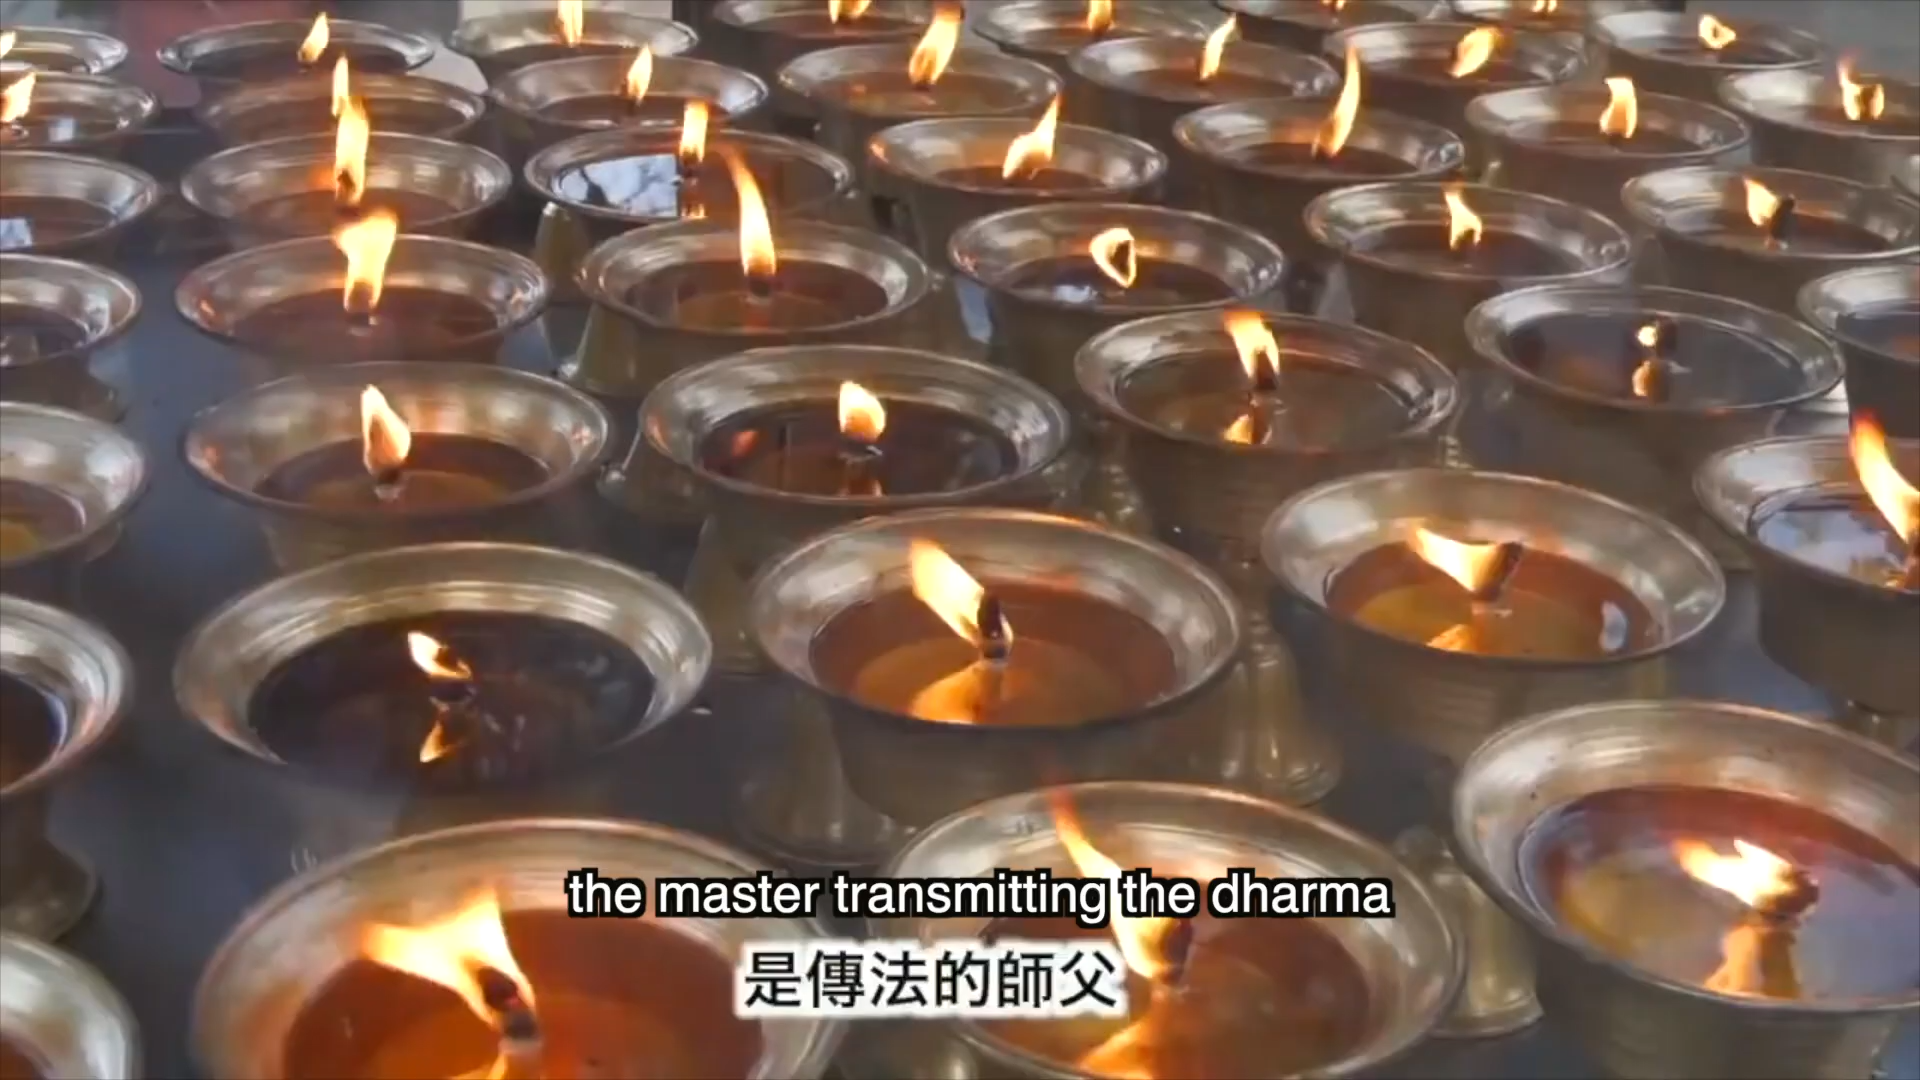 the master transmitting the dharma
是傳法的師父